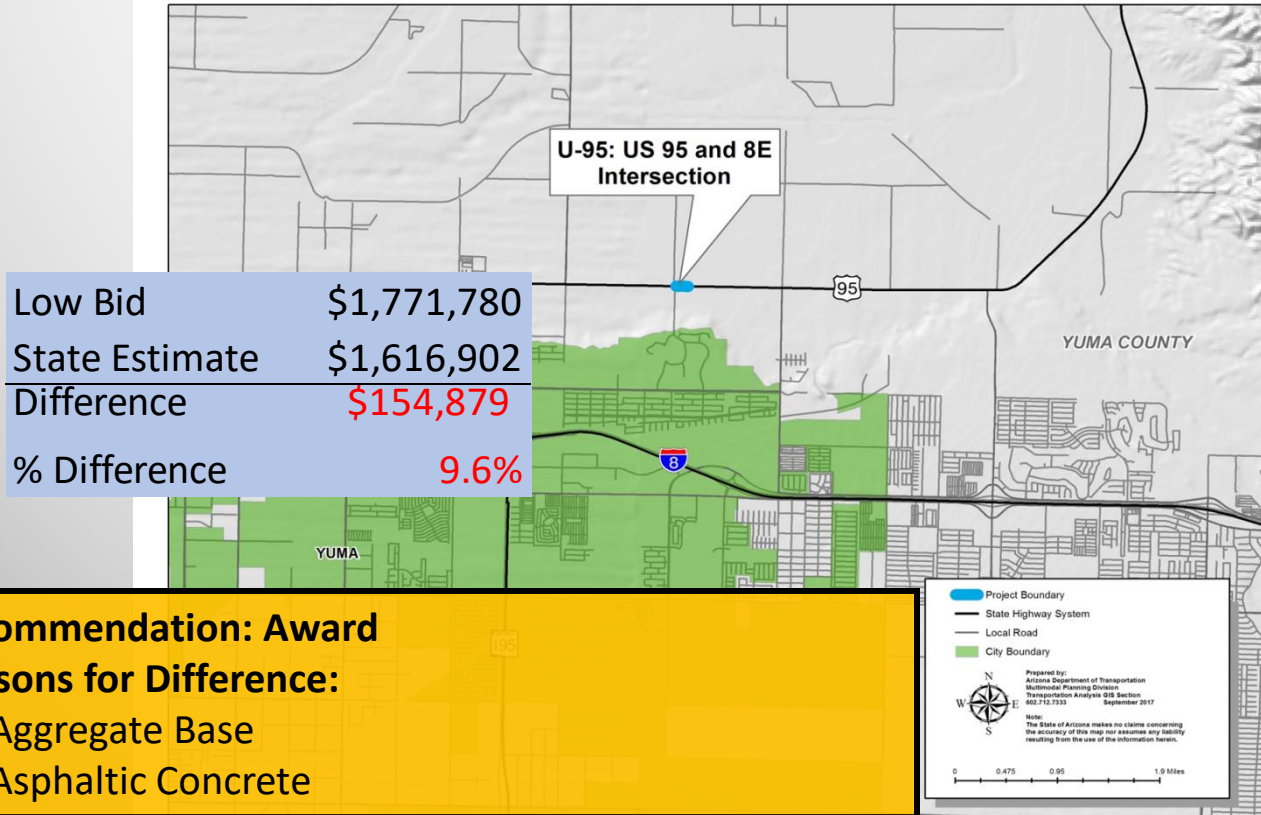 U-95: US 95 and 8E
Intersection
95
Low Bid $1,771,780
State Estimate $1,616,902
Difference $154,879
% Difference 9.6%
YUMA COUNTY
8
YUMA
195
ommendation: Award
sons for Difference:
Aggregate Base
Asphaltic Concrete
Project Boundary
State Highway System
Local Road
City Boundary
N
W E
S
Prepared by:
Arizona Department of Transportation
Multimodal Planning Division
Transportation Analysis GIS Section
602.712.7333 September 2017
Note:
The State of Arizona makes no claims concerning
the accuracy of this map nor assumes any liability
resulting from the use of the information herein.
0 0.475 0.95 1.9 Miles